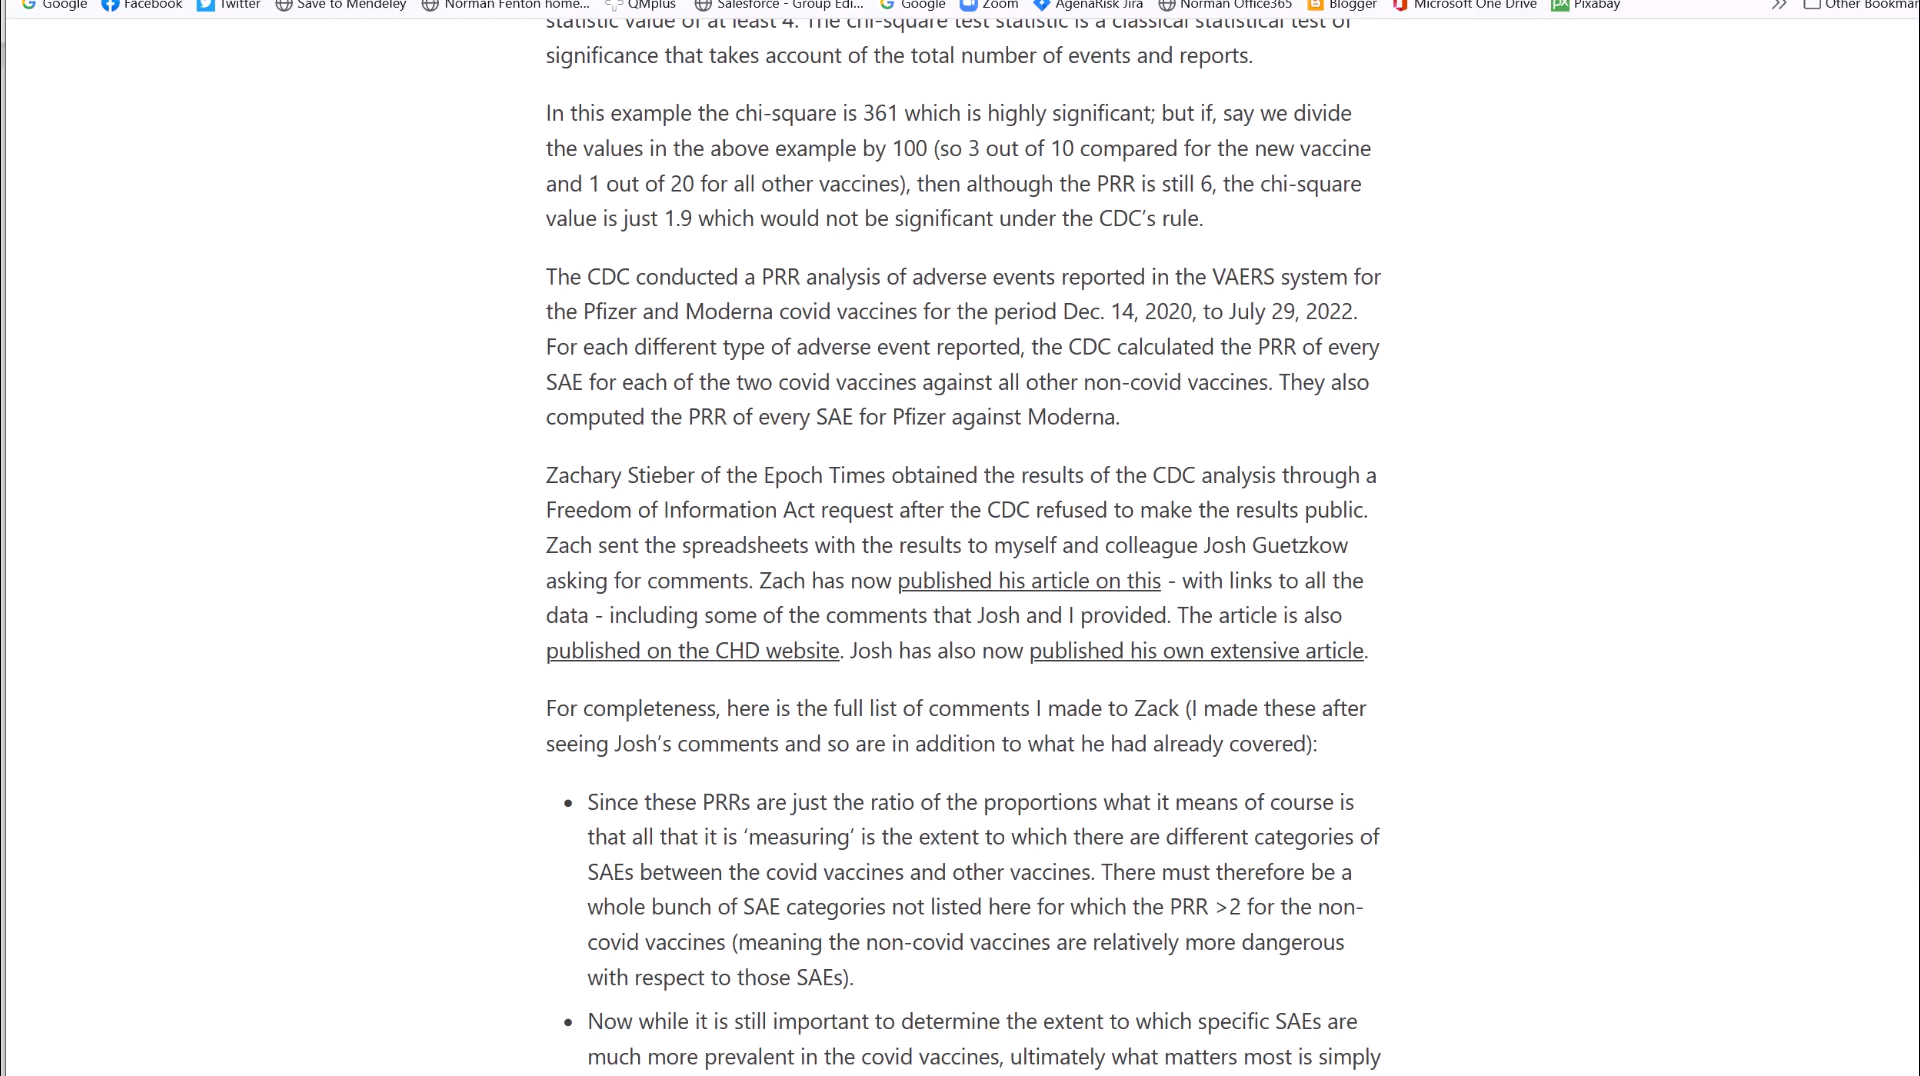 Google Facebook Twitter Save to Mendeley Norman Fenton home... QMplus Salesforce - Group Edi... Google Zoom AgenaRisk Jira Norman Office365 Blogger Microsoft One Drive Pixabay Other Bookmar
statistic value of at least 4. The chi-square test statistic is a classical statistical test of
significance that takes account of the total number of events and reports.
In this example the chi-square is 361 which is highly significant; but if, say we divide
the values in the above example by 100 (so 3 out of 10 compared for the new vaccine
and 1 out of 20 for all other vaccines), then although the PRR is still 6, the chi-square
value is just 1.9 which would not be significant under the CDC’s rule.
The CDC conducted a PRR analysis of adverse events reported in the VAERS system for
the Pfizer and Moderna covid vaccines for the period Dec. 14, 2020, to July 29, 2022.
For each different type of adverse event reported, the CDC calculated the PRR of every
SAE for each of the two covid vaccines against all other non-covid vaccines. They also
computed the PRR of every SAE for Pfizer against Moderna.
Zachary Stieber of the Epoch Times obtained the results of the CDC analysis through a
Freedom of Information Act request after the CDC refused to make the results public.
Zach sent the spreadsheets with the results to myself and colleague Josh Guetzkow
asking for comments. Zach has now published his article on this - with links to all the
data - including some of the comments that Josh and I provided. The article is also
published on the CHD website. Josh has also now published his own extensive article.
For completeness, here is the full list of comments I made to Zack (I made these after
seeing Josh’s comments and so are in addition to what he had already covered):
• Since these PRRs are just the ratio of the proportions what it means of course is
that all that it is ‘measuring’ is the extent to which there are different categories of
SAEs between the covid vaccines and other vaccines. There must therefore be a
whole bunch of SAE categories not listed here for which the PRR >2 for the non-
covid vaccines (meaning the non-covid vaccines are relatively more dangerous
with respect to those SAEs).
• Now while it is still important to determine the extent to which specific SAEs are
much more prevalent in the covid vaccines, ultimately what matters most is simply